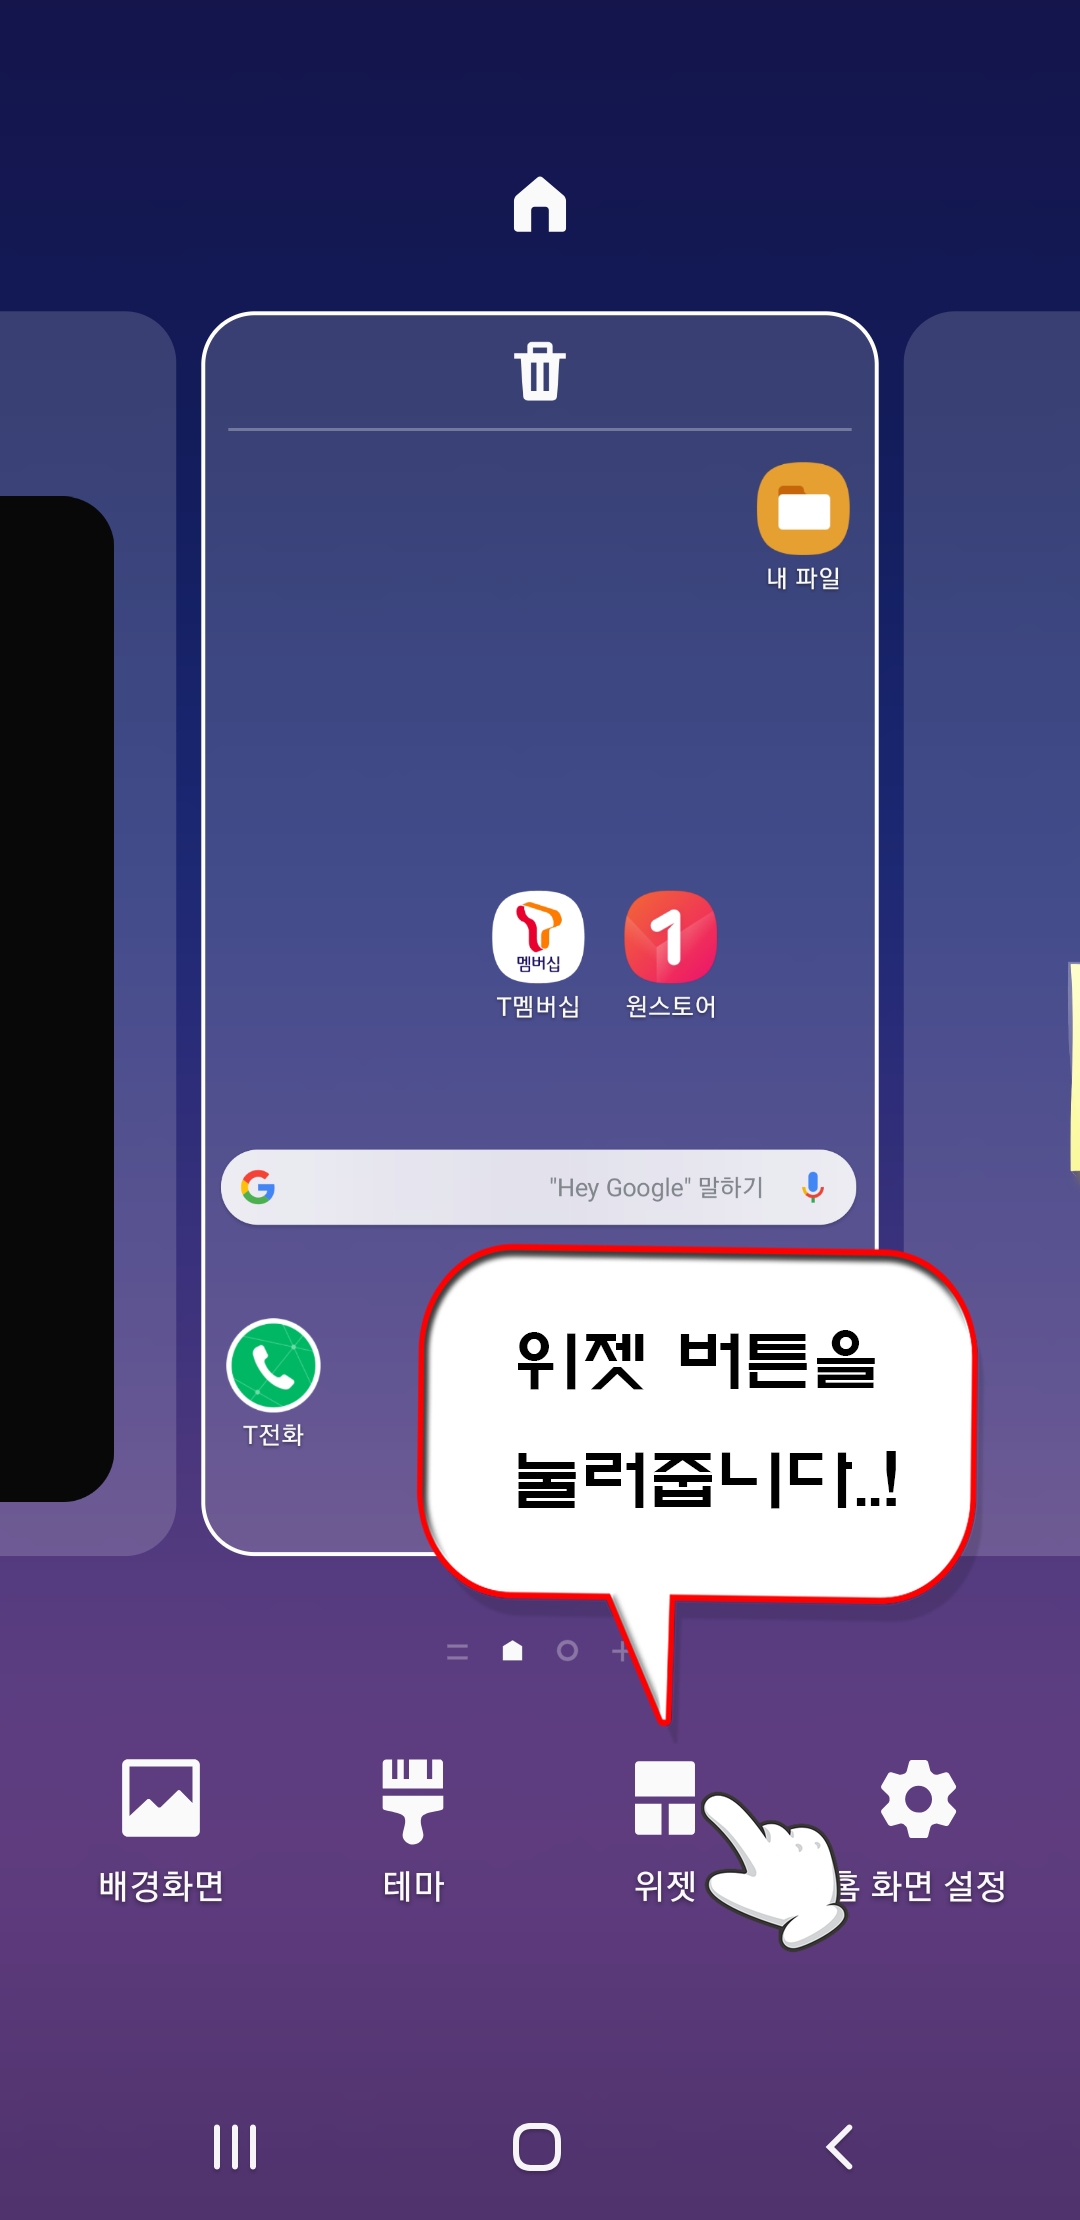 내 파일
멤버십
T멤버십
원스토어
"Hey Google" 말하기
T전화
위젯 버튼을
눌러줍니다..!
배경화면
테마
위젯
홈 화면 설정